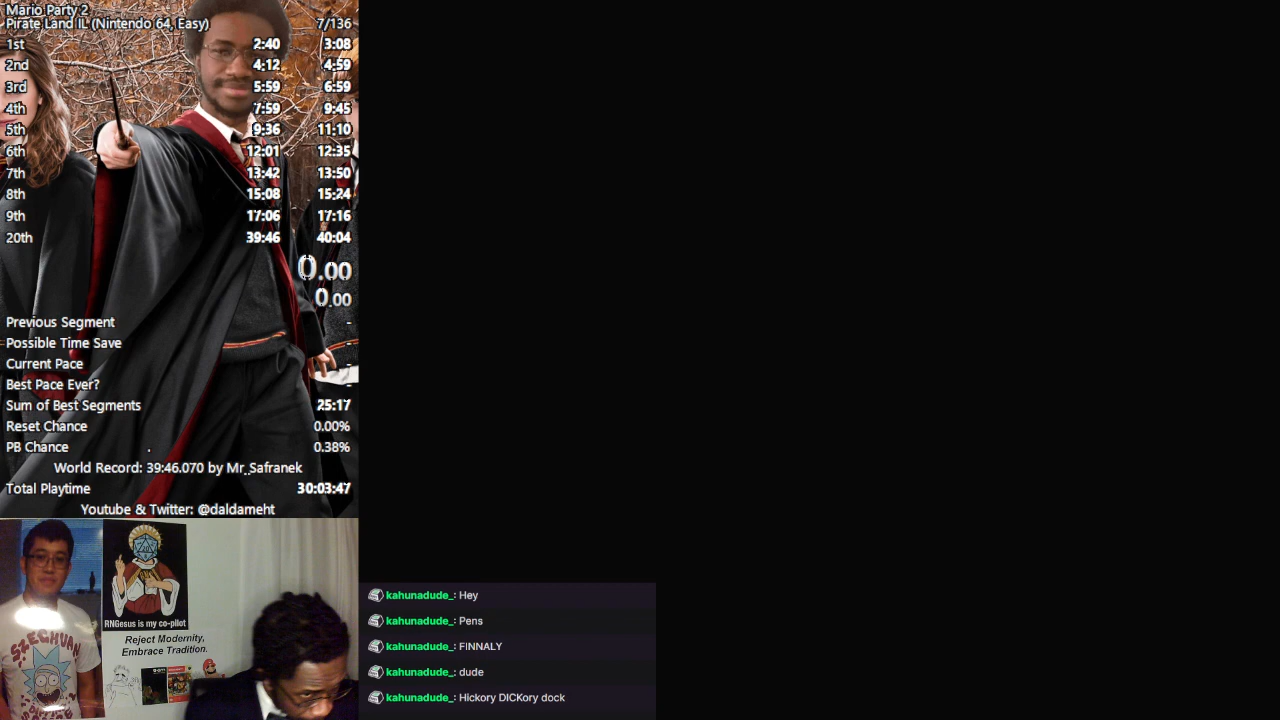 Mario Party 2
Pirate Land IL (Nintendo 64, Easy) 7/136
1st 2:40 3:08
2nd 4:12 4:59
3rd 5:59 6:59
4th 7:59 9:45
5th 9:36 11:10
6th 12:01 12:35
7th 13:42 13:50
8th 15:08 15:24
9th 17:06 17:16
20th 39:46 40:04
0.00
0.00
Previous Segment -
Possible Time Save -
Current Pace -
Best Pace Ever? -
Sum of Best Segments 25:17
Reset Chance 0.00%
PB Chance 0.38%
World Record: 39:46.070 by Mr_Safranek
Total Playtime 30:03:47
Youtube & Twitter: @daldameht
RNGesus is my co-pilot
Reject Modernity,
Embrace Tradition.
SZECHUAN
kahunadude_: Hey
kahunadude_: Pens
kahunadude_: FINNALY
kahunadude_: dude
kahunadude_: Hickory DICKory dock